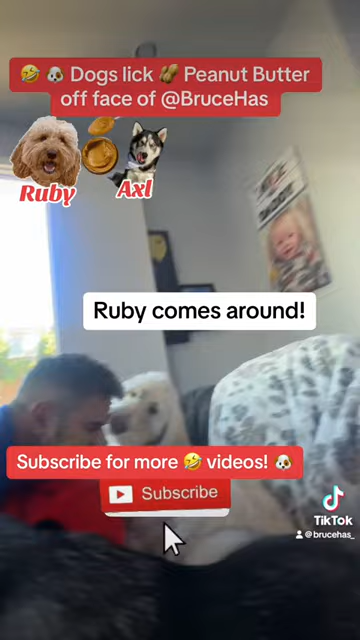 🤣 🐶 Dogs lick 🥜 Peanut Butter
off face of @BruceHas
Ruby
Axl
Ruby comes around!
Subscribe for more 🤣 videos! 🐶
Subscribe
TikTok
@brucehas_